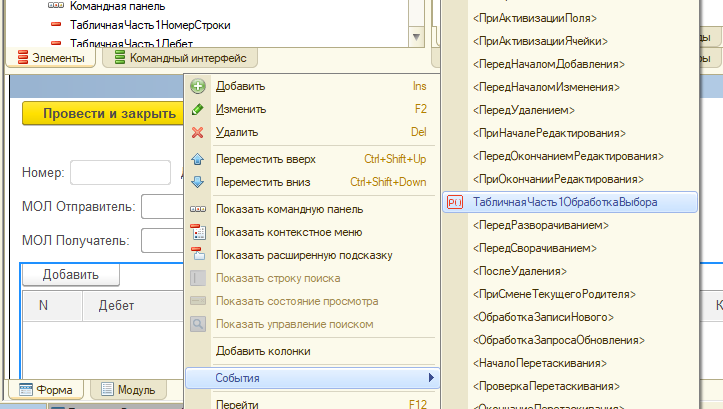 Командная панель
ТабличнаяЧасть1НомерСтроки
ТабличнаяЧасть1Дебет
Элементы
Командный интерфейс
Провести и закрыть
Номер:
МОЛ Отправитель:
МОЛ Получатель:
Добавить
N Дебет
Форма Модуль
Добавить Ins
Изменить F2
Удалить Del
Переместить вверх Ctrl+Shift+Up
Переместить вниз Ctrl+Shift+Down
Показать командную панель
Показать контекстное меню
Показать расширенную подсказку
Показать строку поиска
Показать состояние просмотра
Показать управление поиском
Добавить колонки
События
Перейти F12
<ПриАктивизацииПоля>
<ПриАктивизацииЯчейки>
<ПередНачаломДобавления>
<ПередНачаломИзменения>
<ПередУдалением>
<ПриНачалеРедактирования>
<ПередОкончаниемРедактирования>
<ПриОкончанииРедактирования>
ТабличнаяЧасть1ОбработкаВыбора
<ПередРазворачиванием>
<ПередСворачиванием>
<ПослеУдаления>
<ПриСменеТекущегоРодителя>
<ОбработкаЗаписиНового>
<ОбработкаЗапросаОбновления>
<НачалоПеретаскивания>
<ПроверкаПеретаскивания>
<ОкончаниеПеретаскивания>